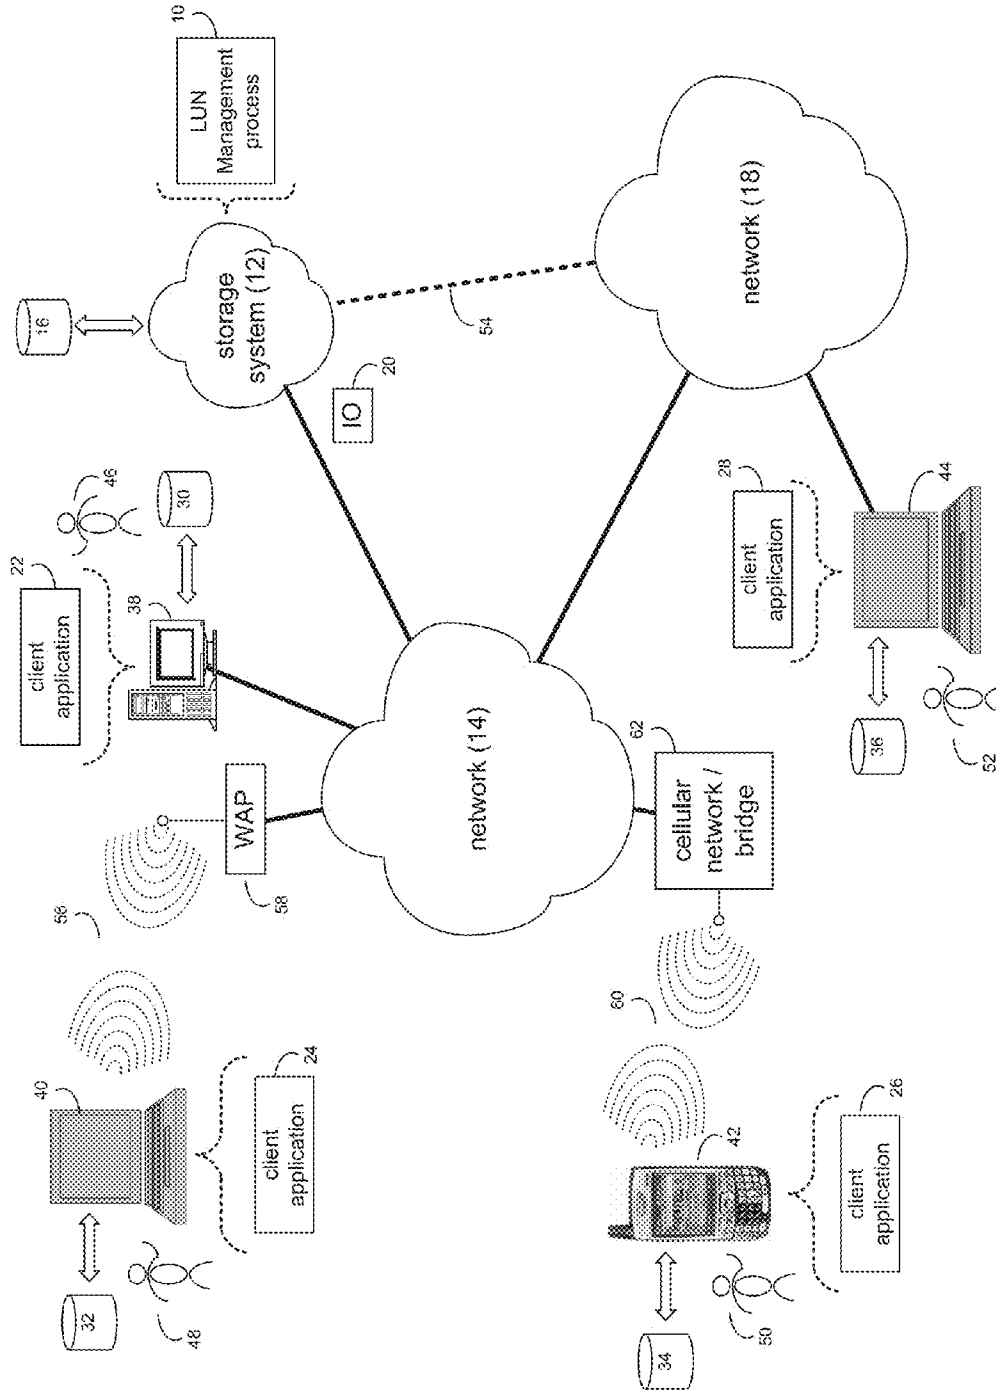 10
LUN
Management
process
16
storage
system (12)
54
network (18)
IO
20
46
30
22
client
application
38
28
client
application
44
36
52
network (14)
WAP
58
56
62
cellular
network /
bridge
60
40
24
client
application
32
48
42
26
client
application
34
50